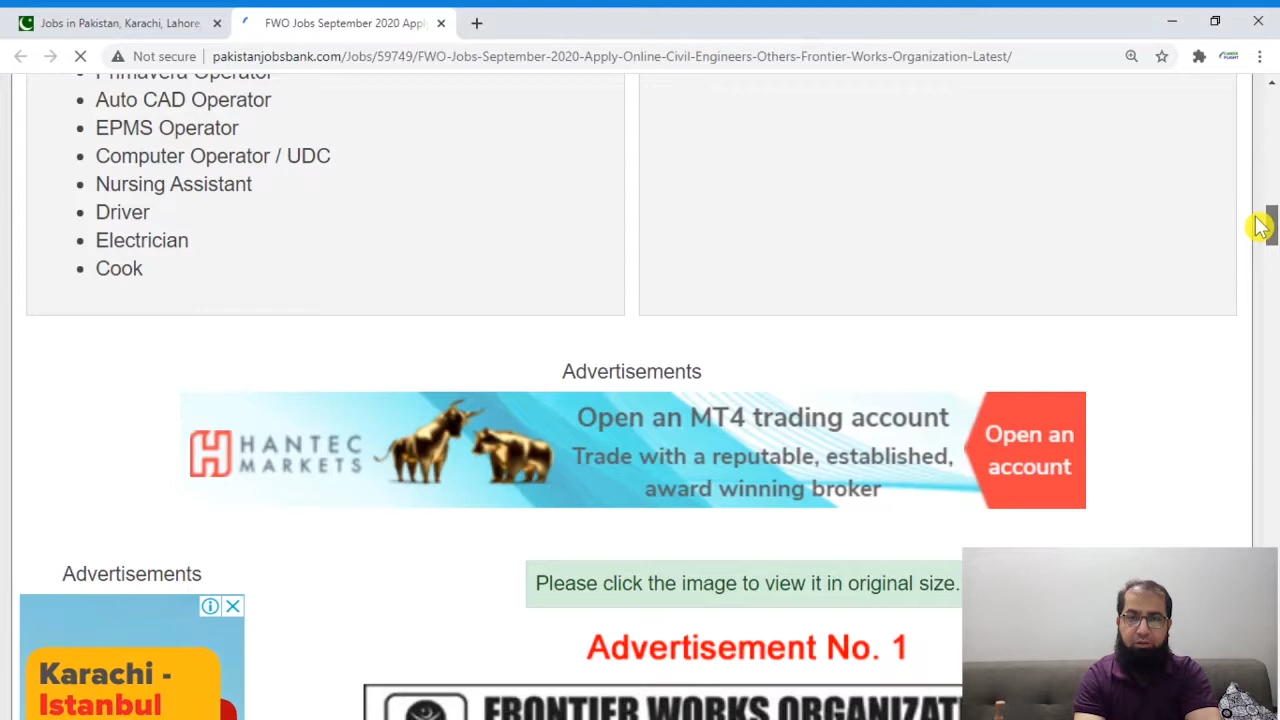 Jobs in Pakistan, Karachi, Lahore,
FWO Jobs September 2020 Apply
Not secure
pakistanjobsbank.com/Jobs/59749/FWO-Jobs-September-2020-Apply-Online-Civil-Engineers-Others-Frontier-Works-Organization-Latest/
Primavera Operator
Auto CAD Operator
EPMS Operator
Computer Operator / UDC
Nursing Assistant
Driver
Electrician
Cook
Advertisements
HANTEC MARKETS
Open an MT4 trading account
Trade with a reputable, established,
award winning broker
Open an
account
Advertisements
Please click the image to view it in original size.
Advertisement No. 1
Karachi -
Istanbul
FRONTIER WORKS